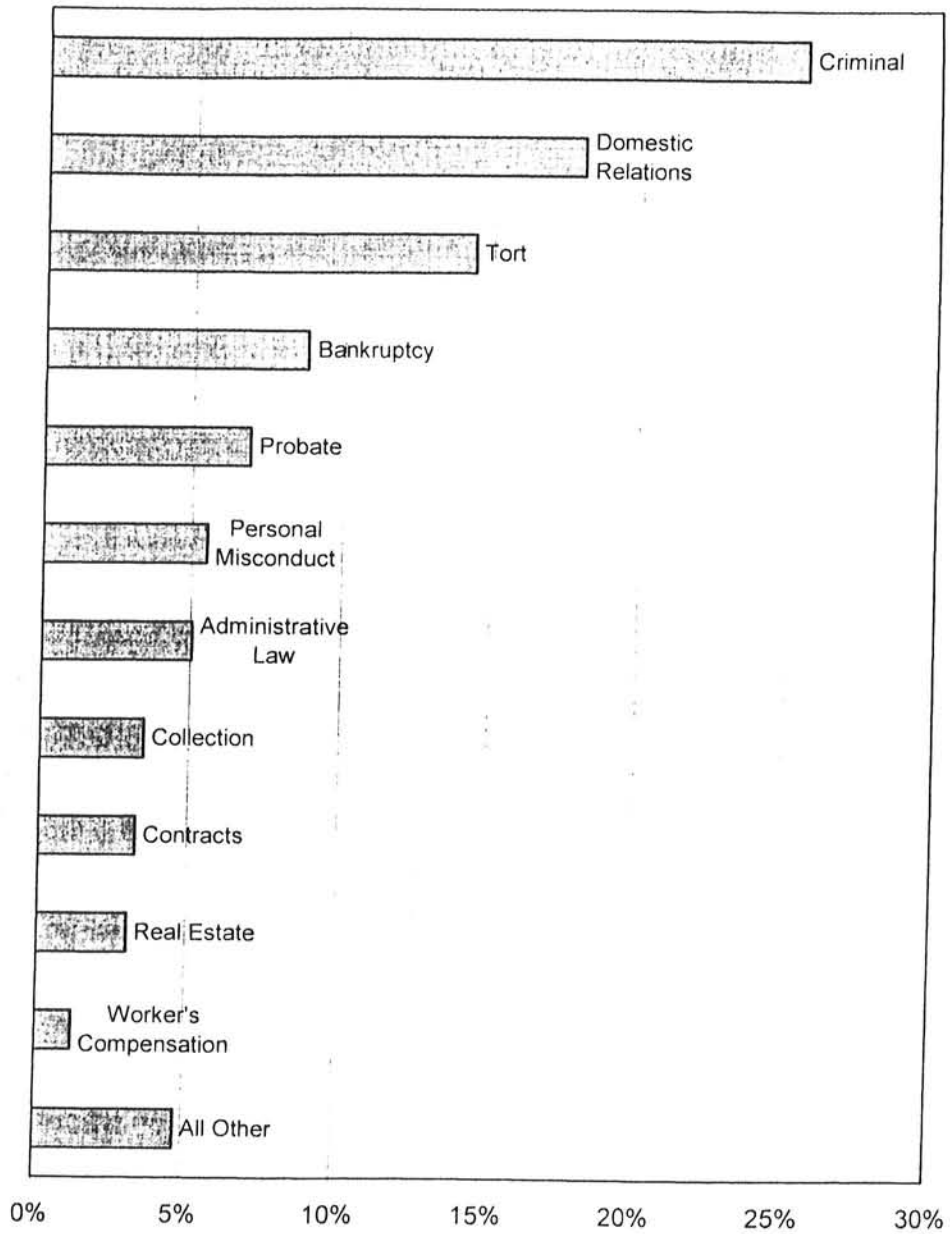 Criminal
Domestic
Relations
Tort
Bankruptcy
Probate
Personal
Misconduct
Administrative
Law
Collection
Contracts
Real Estate
Worker's
Compensation
All Other
0% 5% 10% 15% 20% 25% 30%